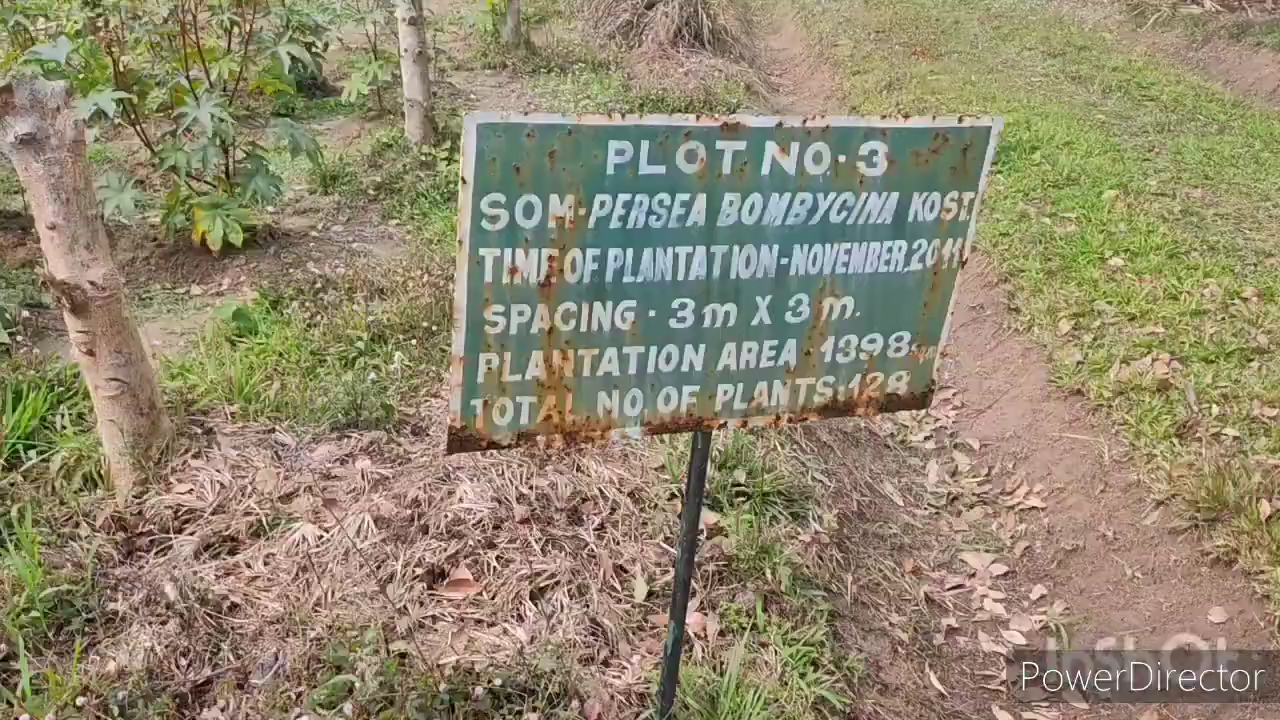 PLOT NO·3
SOM-PERSEA BOMBYCINA KOST.
TIME OF PLANTATION-NOVEMBER,2011
SPACING·3m X 3m.
PLANTATION AREA 1398
TOTAL NO. OF PLANTS-128
PowerDirector